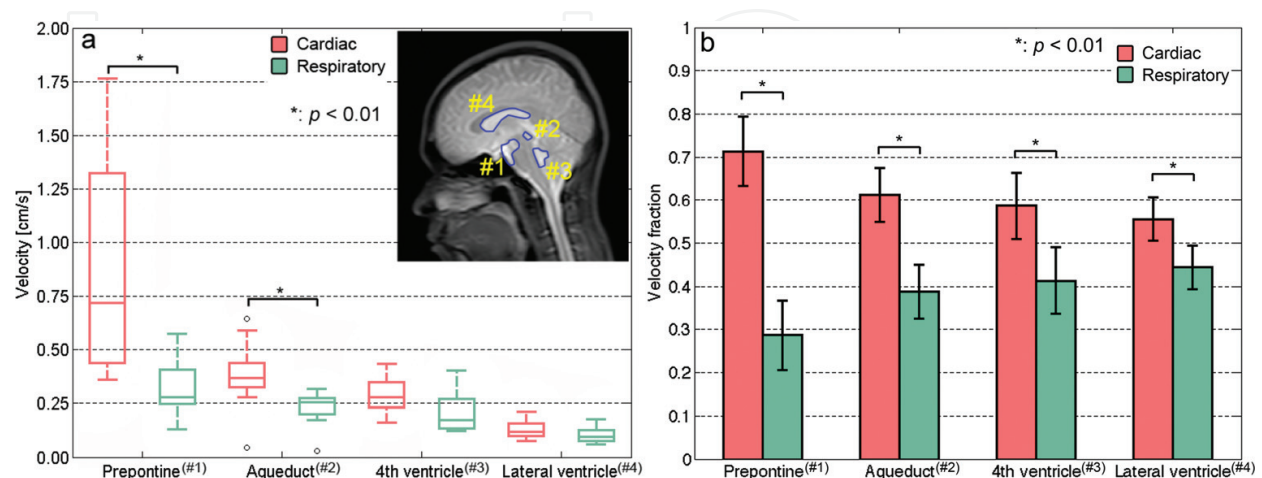 a
Cardiac
Respiratory
*
*: p < 0.01
*
#4
#2
#1
#3
Velocity [cm/s]
2.00
1.75
1.50
1.25
1.00
0.75
0.50
0.25
0.00
Prepontine(#1)
Aqueduct(#2)
4th ventricle(#3)
Lateral ventricle(#4)
b
*: p < 0.01
Cardiac
Respiratory
*
*
*
*
Velocity fraction
1
0.9
0.8
0.7
0.6
0.5
0.4
0.3
0.2
0.1
0
Prepontine(#1)
Aqueduct(#2)
4th ventricle(#3)
Lateral ventricle(#4)